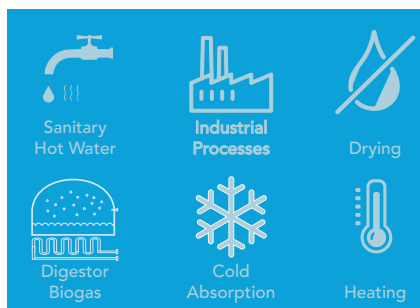 Sanitary
Hot Water
Industrial
Processes
Drying
Digestor
Biogas
Cold
Absorption
Heating